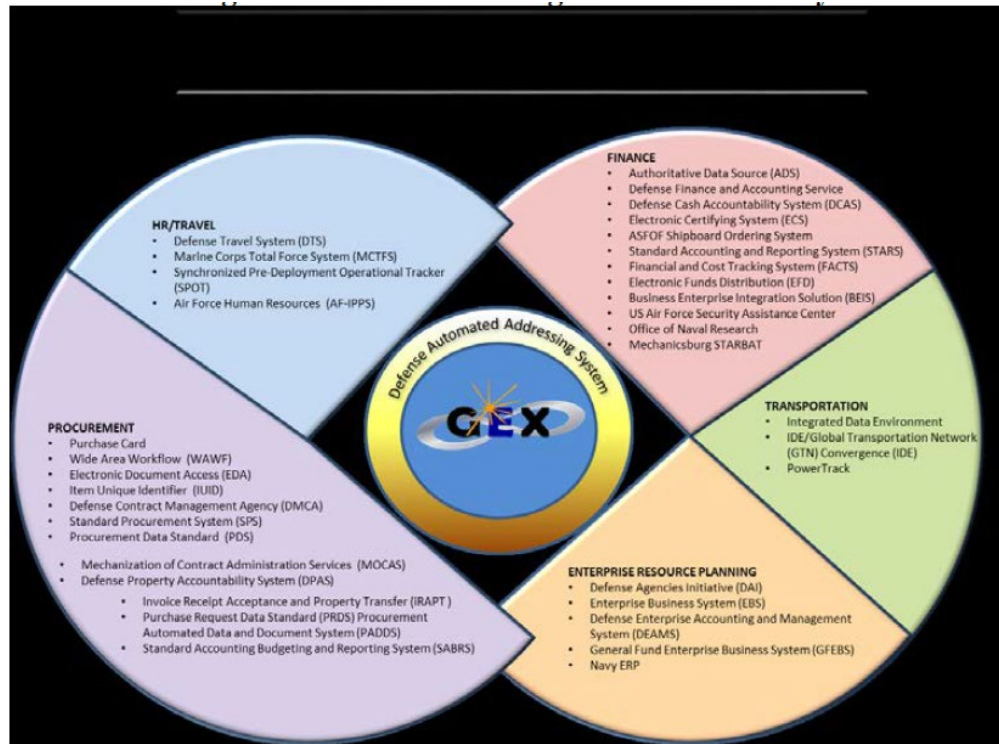 HR/TRAVEL
• Defense Travel System (DTS)
• Marine Corps Total Force System (MCTFS)
• Synchronized Pre-Deployment Operational Tracker
(SPOT)
• Air Force Human Resources (AF-IPPS)
FINANCE
• Authoritative Data Source (ADS)
• Defense Finance and Accounting Service
• Defense Cash Accountability System (DCAS)
• Electronic Certifying System (ECS)
• ASFOF Shipboard Ordering System
• Standard Accounting and Reporting System (STARS)
• Financial and Cost Tracking System (FACTS)
• Electronic Funds Distribution (EFD)
• Business Enterprise Integration Solution (BEIS)
• US Air Force Security Assistance Center
• Office of Naval Research
• Mechanicsburg STARBAT
Defense Automated Addressing System
GEX
TRANSPORTATION
• Integrated Data Environment
• IDE/Global Transportation Network
(GTN) Convergence (IDE)
• PowerTrack
PROCUREMENT
• Purchase Card
• Wide Area Workflow (WAWF)
• Electronic Document Access (EDA)
• Item Unique Identifier (IUID)
• Defense Contract Management Agency (DMCA)
• Standard Procurement System (SPS)
• Procurement Data Standard (PDS)
• Mechanization of Contract Administration Services (MOCAS)
• Defense Property Accountability System (DPAS)
• Invoice Receipt Acceptance and Property Transfer (iRAPT )
• Purchase Request Data Standard (PRDS) Procurement
Automated Data and Document System (PADDS)
• Standard Accounting Budgeting and Reporting System (SABRS)
ENTERPRISE RESOURCE PLANNING
• Defense Agencies Initiative (DAI)
• Enterprise Business System (EBS)
• Defense Enterprise Accounting and Management
System (DEAMS)
• General Fund Enterprise Business System (GFEBS)
• Navy ERP